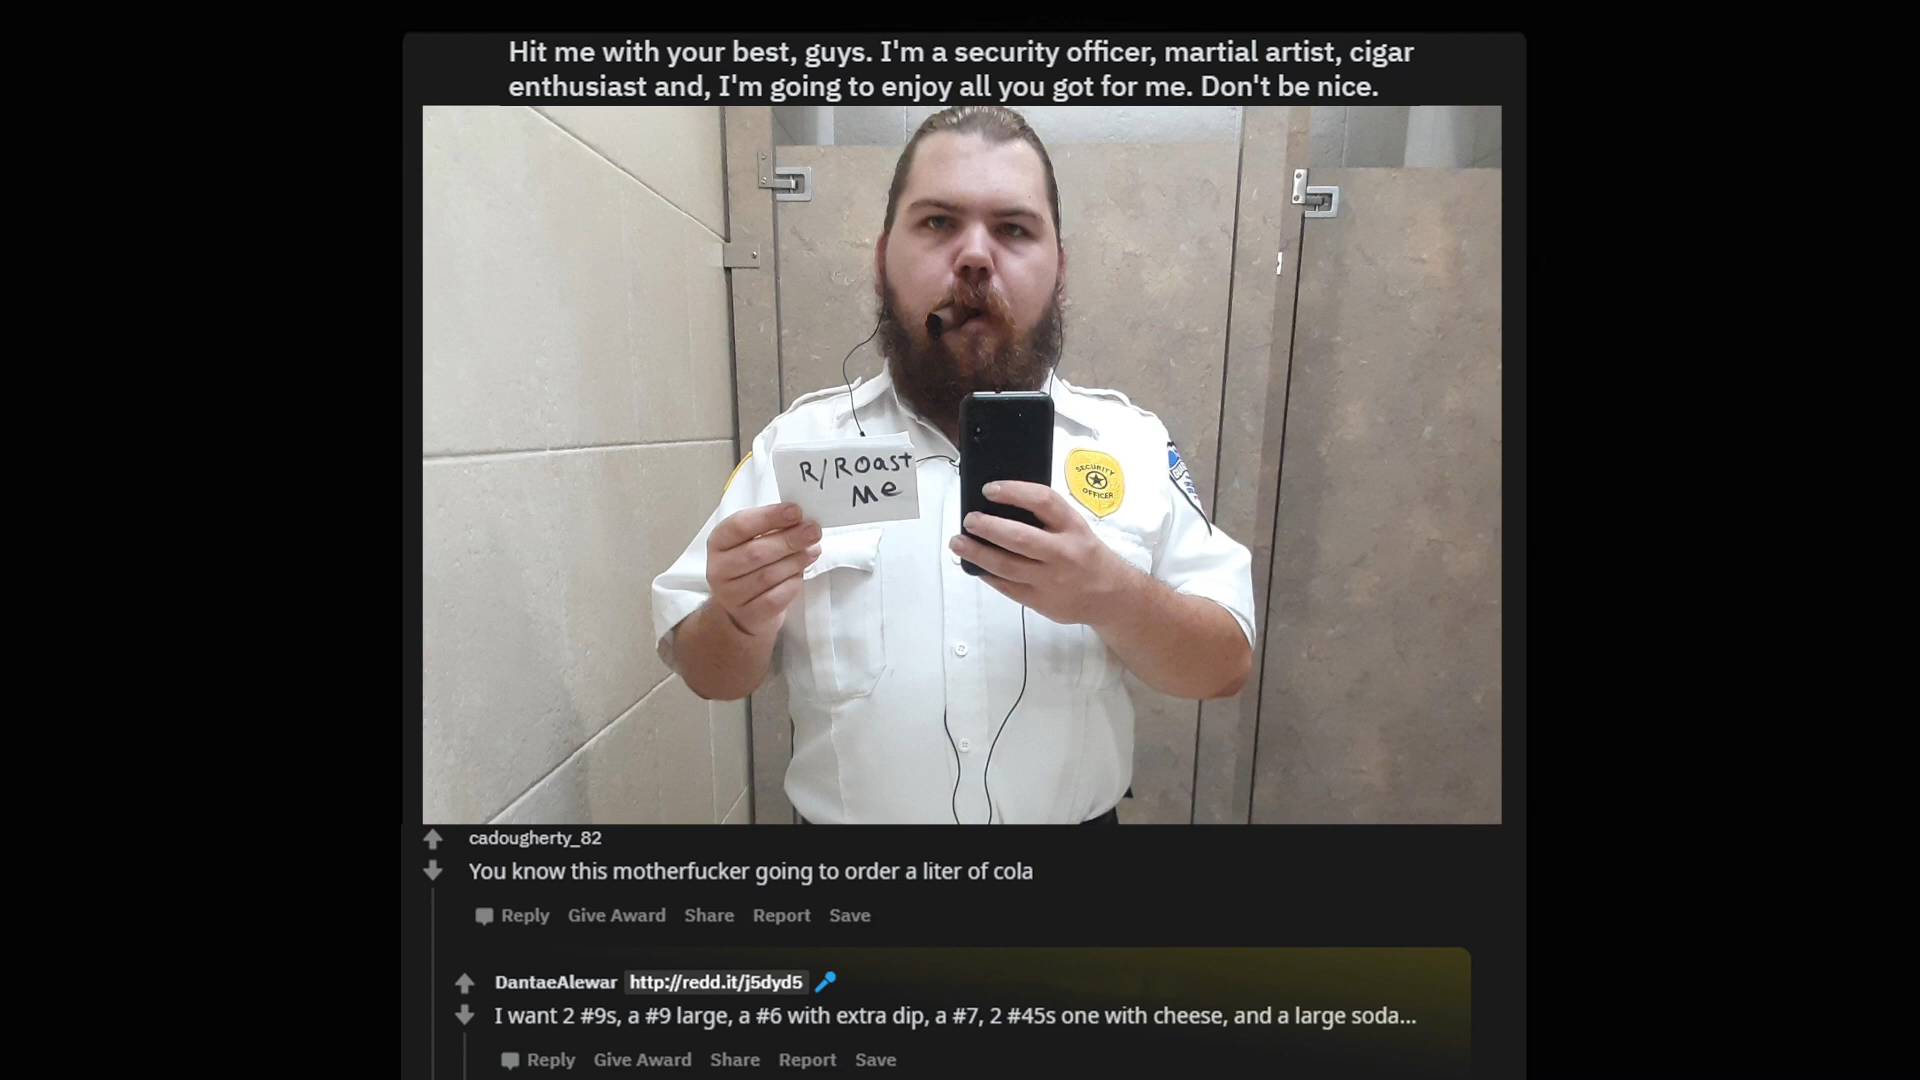 Hit me with your best, guys. I'm a security officer, martial artist, cigar
enthusiast and, I'm going to enjoy all you got for me. Don't be nice.
R/Roast
Me
SECURITY
OFFICER
cadougherty_82
You know this motherfucker going to order a liter of cola
Reply Give Award Share Report Save
DantaeAlewar http://redd.it/j5dyd5
I want 2 #9s, a #9 large, a #6 with extra dip, a #7, 2 #45s one with cheese, and a large soda...
Reply Give Award Share Report Save